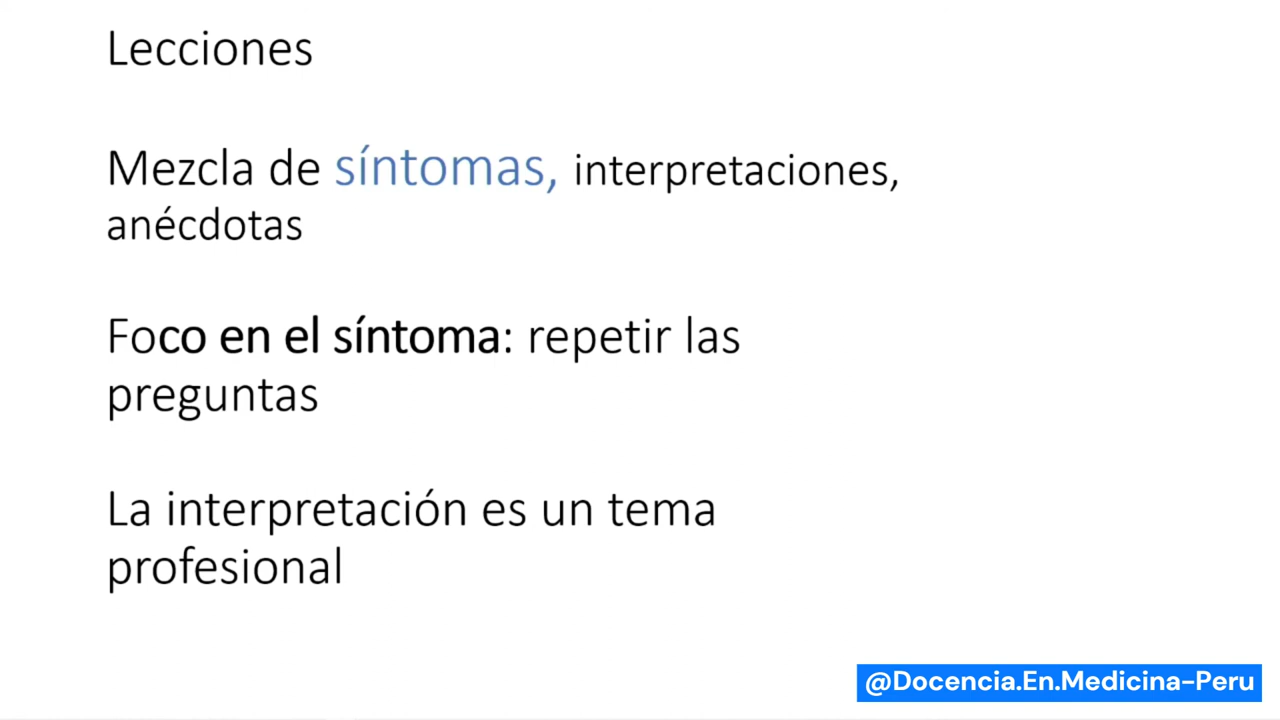 Lecciones
Mezcla de síntomas, interpretaciones,
anécdotas
Foco en el síntoma: repetir las
preguntas
La interpretación es un tema
profesional
@Docencia.En.Medicina-Peru